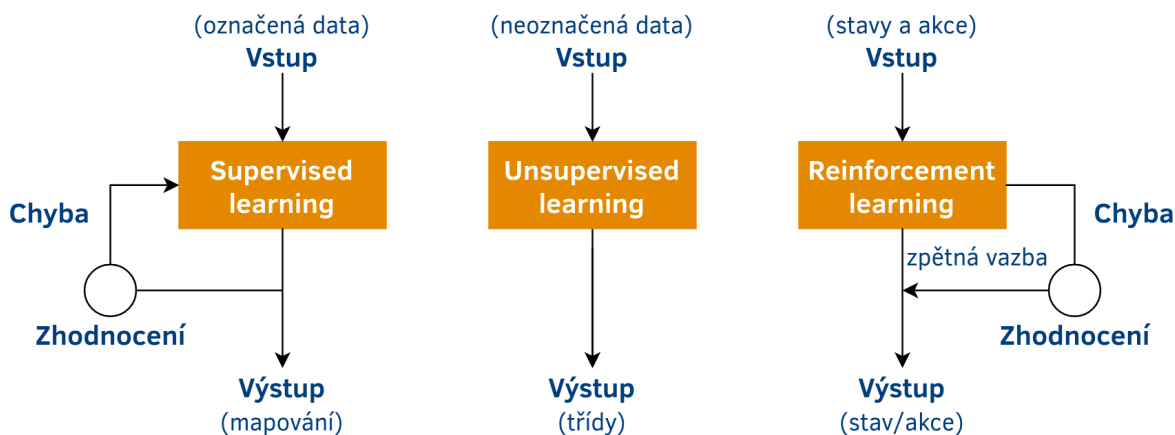 (označená data)
Vstup
Supervised
learning
Chyba
Zhodnocení
Výstup
(mapování)
(neoznačená data)
Vstup
Unsupervised
learning
Výstup
(třídy)
(stavy a akce)
Vstup
Reinforcement
learning
Chyba
zpětná vazba
Zhodnocení
Výstup
(stav/akce)